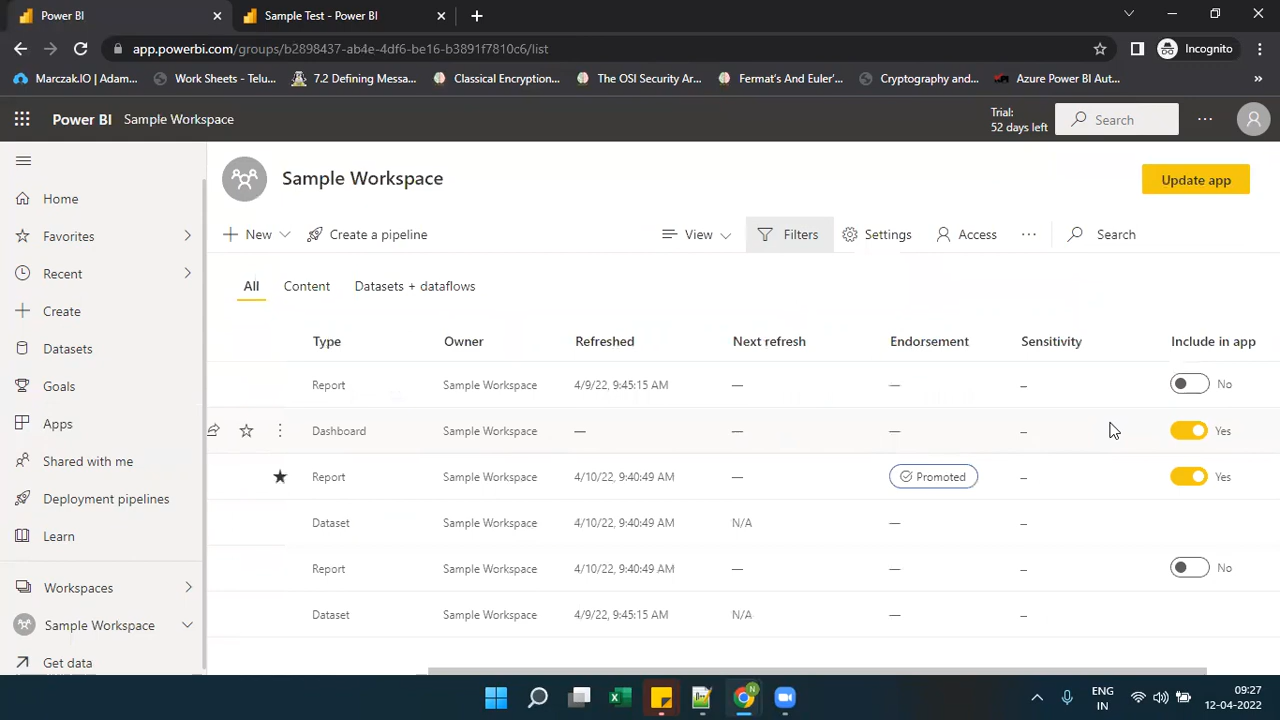 Power BI
Sample Test - Power BI
app.powerbi.com/groups/b2898437-ab4e-4df6-be16-b3891f7810c6/list
Incognito
Marczak.IO | Adam...
Work Sheets - Telu...
7.2 Defining Messa...
Classical Encryption...
The OSI Security Ar...
Fermat's And Euler'...
Cryptography and...
Azure Power BI Aut...
»
Power BI Sample Workspace
Trial:
52 days left
Search
Sample Workspace
Update app
New
Create a pipeline
View
Filters
Settings
Access
Search
Home
Favorites
Recent
Create
Datasets
Goals
Apps
Shared with me
Deployment pipelines
Learn
Workspaces
Sample Workspace
Get data
All Content Datasets + dataflows
Type Owner Refreshed Next refresh Endorsement Sensitivity Include in app
Report Sample Workspace 4/9/22, 9:45:15 AM — — – No
Dashboard Sample Workspace — — — – Yes
Report Sample Workspace 4/10/22, 9:40:49 AM — Promoted – Yes
Dataset Sample Workspace 4/10/22, 9:40:49 AM N/A — –
Report Sample Workspace 4/10/22, 9:40:49 AM — — – No
Dataset Sample Workspace 4/9/22, 9:45:15 AM N/A — –
N
ENG
IN
09:27
12-04-2022